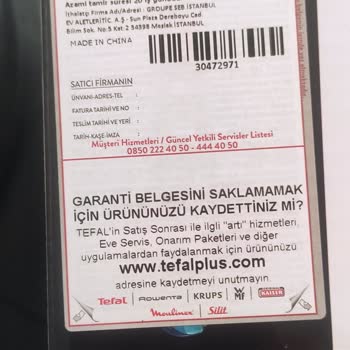 Azami tamir süresi 20 iş günüdür
İthalatçı Firma Adı/Adresi : GROUPE SEB İSTANBUL
EV ALETLERİ TİC. A.Ş - Sun Plaza Dereboyu Cad.
Bilim Sok. No:5 Kat:2 34398 Maslak İSTANBUL
MADE IN CHINA
30472971
SATICI FİRMANIN
ÜNVANI-ADRES-TEL :
FATURA TARİHİ VE NO :
TESLİM TARİHİ VE YERİ :
TARİH-KAŞE-İMZA :
Müşteri Hizmetleri / Güncel Yetkili Servisler Listesi
0850 222 40 50 - 444 40 50
GARANTİ BELGESİNİ SAKLAMAMAK
İÇİN ÜRÜNÜNÜZÜ KAYDETTİNİZ Mİ?
TEFAL'in Satış Sonrası ile ilgli "artı" hizmetleri,
Eve Servis, Onarım Paketleri ve diğer
uygulamalardan faydalanmak için ürününüzü
www.tefalplus.com
adresine kaydetmeyi unutmayın.
Tefal Rowenta KRUPS WMF KAISER
Moulinex Silit